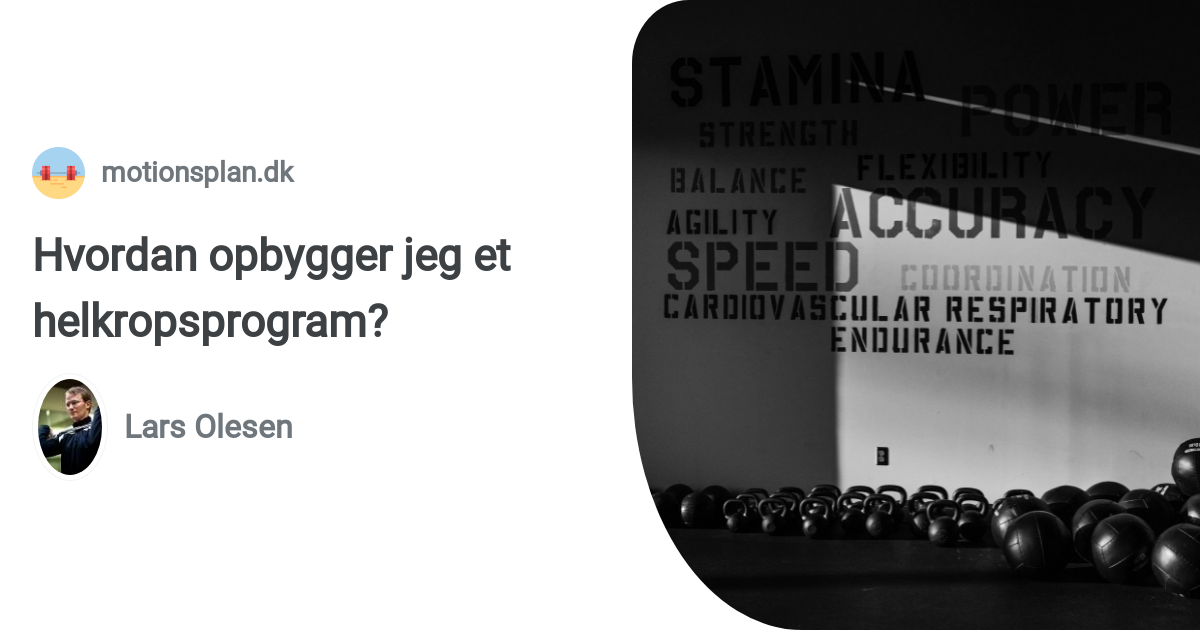 motionsplan.dk
Hvordan opbygger jeg et
helkropsprogram?
Lars Olesen
STAMINA
POWER
STRENGTH
FLEXIBILITY
BALANCE
ACCURACY
AGILITY
SPEED
COORDINATION
CARDIOVASCULAR RESPIRATORY
ENDURANCE